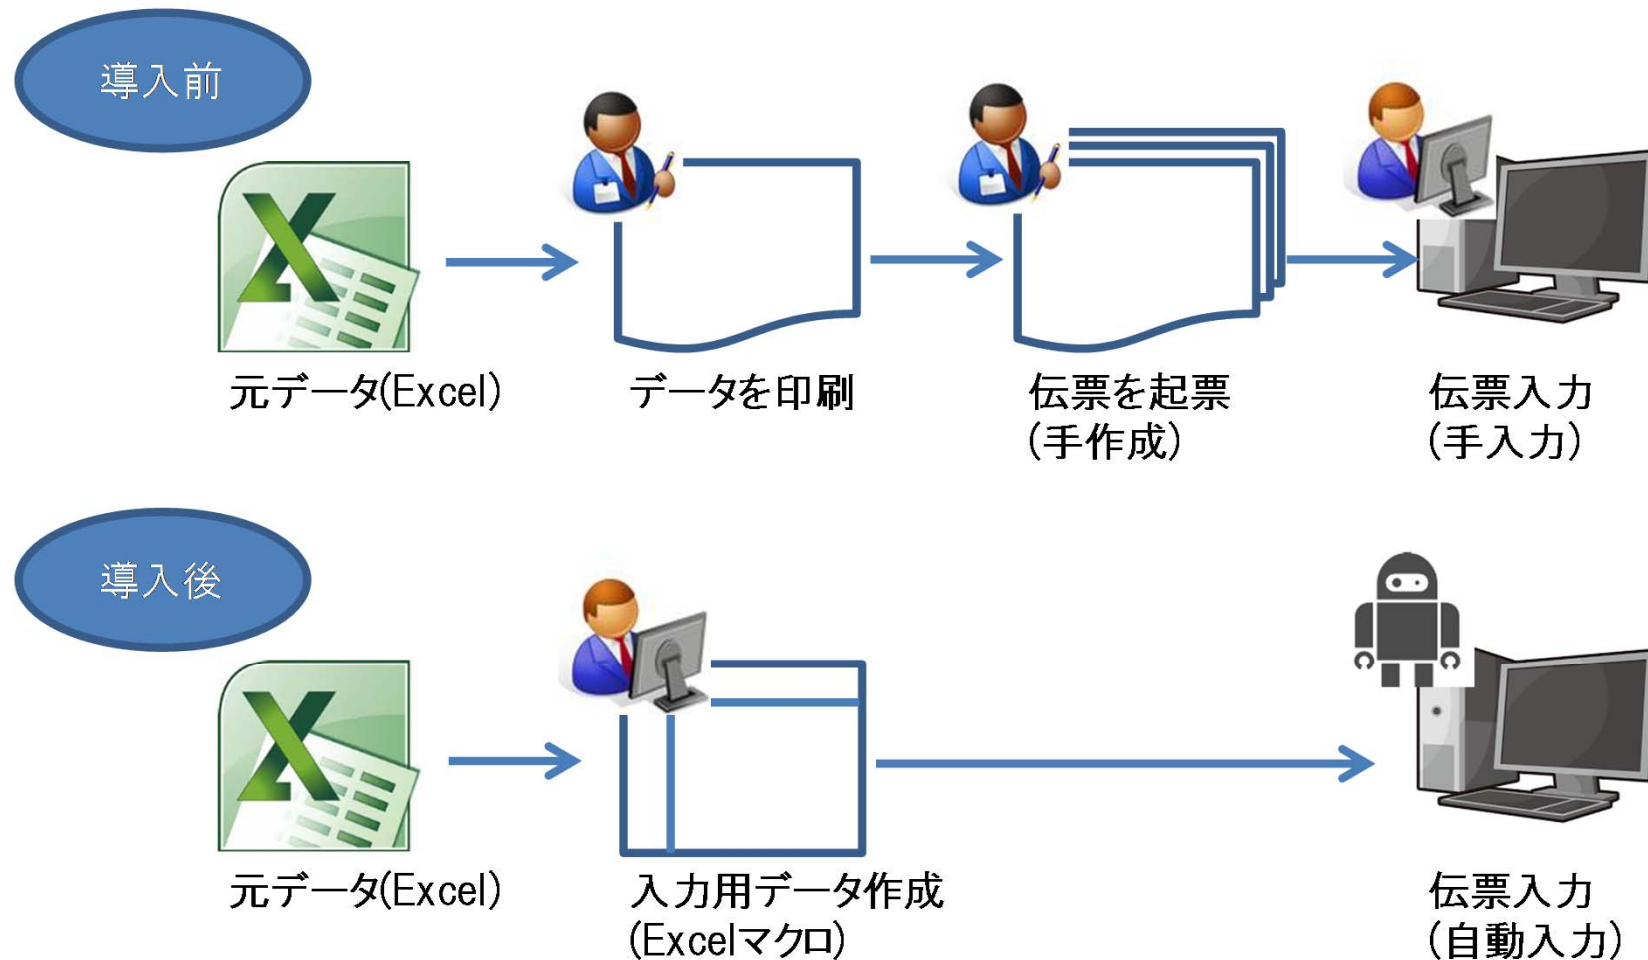 導入前
元データ(Excel)
データを印刷
伝票を起票
(手作成)
伝票入力
(手入力)
導入後
元データ(Excel)
入力用データ作成
(Excelマクロ)
伝票入力
(自動入力)